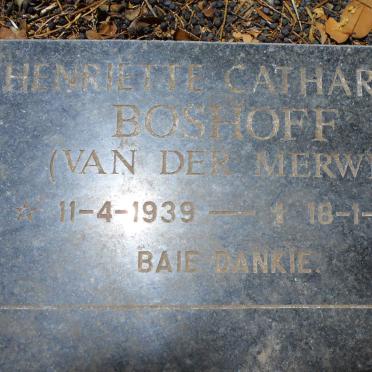 HENRIETTE CATHAR
BOSHOFF
(VAN DER MERW
☆ 11-4-1939 — ✝ 18-1-
BAIE DANKIE.